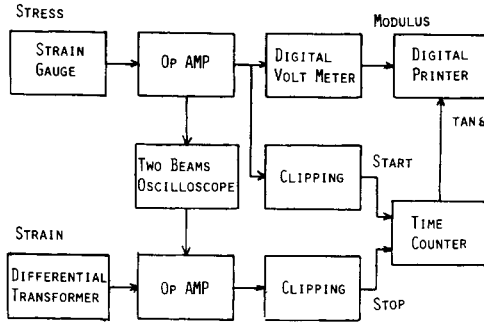 STRESS
MODULUS
STRAIN
GAUGE
OP AMP
DIGITAL
VOLT METER
DIGITAL
PRINTER
TAN δ
TWO BEAMS
OSCILLOSCOPE
CLIPPING
START
STRAIN
TIME
COUNTER
DIFFERENTIAL
TRANSFORMER
OP AMP
CLIPPING
STOP